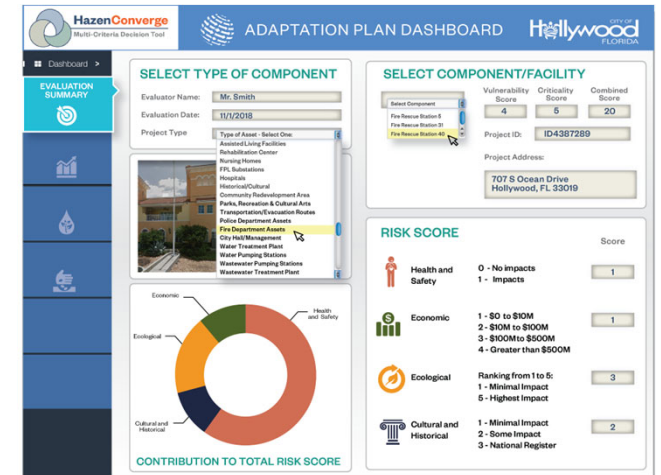 HazenConverge
Multi-Criteria Decision Tool
ADAPTATION PLAN DASHBOARD
CITY OF
Hollywood
FLORIDA
Dashboard >
EVALUATION
SUMMARY
SELECT TYPE OF COMPONENT
Evaluator Name: Mr. Smith
Evaluation Date: 11/1/2018
Project Type
Type of Asset - Select One:
Assisted Living Facilities
Rehabilitation Center
Nursing Homes
FPL Substations
Hospitals
Historical/Cultural
Community Redevelopment Area
Parks, Recreation & Cultural Arts
Transportation/Evacuation Routes
Police Department Assets
Fire Department Assets
City Hall/Management
Water Treatment Plant
Water Pumping Stations
Wastewater Pumping Stations
Wastewater Treatment Plant
SELECT COMPONENT/FACILITY
Select Component
Fire Rescue Station 5
Fire Rescue Station 31
Fire Rescue Station 40
Vulnerability Score
Criticality Score
Combined Score
4 5 20
Project ID: ID4387289
Project Address:
707 S Ocean Drive
Hollywood, FL 33019
Economic
Health
and Safety
Ecological
Cultural and
Historical
CONTRIBUTION TO TOTAL RISK SCORE
RISK SCORE
Score
Health and
Safety
0 - No impacts
1 - Impacts
1
Economic
1 - $0 to $10M
2 - $10M to $100M
3 - $100M to $500M
4 - Greater than $500M
1
Ecological
Ranking from 1 to 5:
1 - Minimal Impact
5 - Highest Impact
3
Cultural and
Historical
1 - Minimal Impact
2 - Some Impact
3 - National Register
2